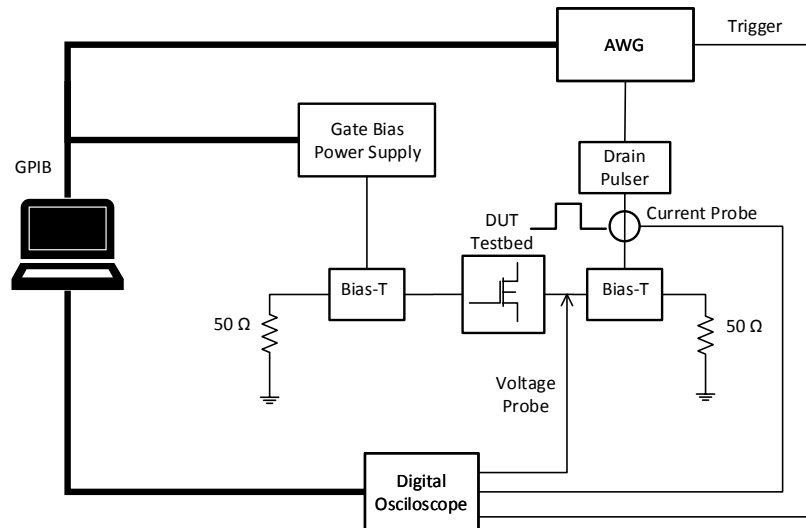 AWG
Trigger
Gate Bias
Power Supply
GPIB
Drain
Pulser
Current Probe
DUT
Testbed
Bias-T
Bias-T
50 Ω
50 Ω
Voltage
Probe
Digital
Osciloscope